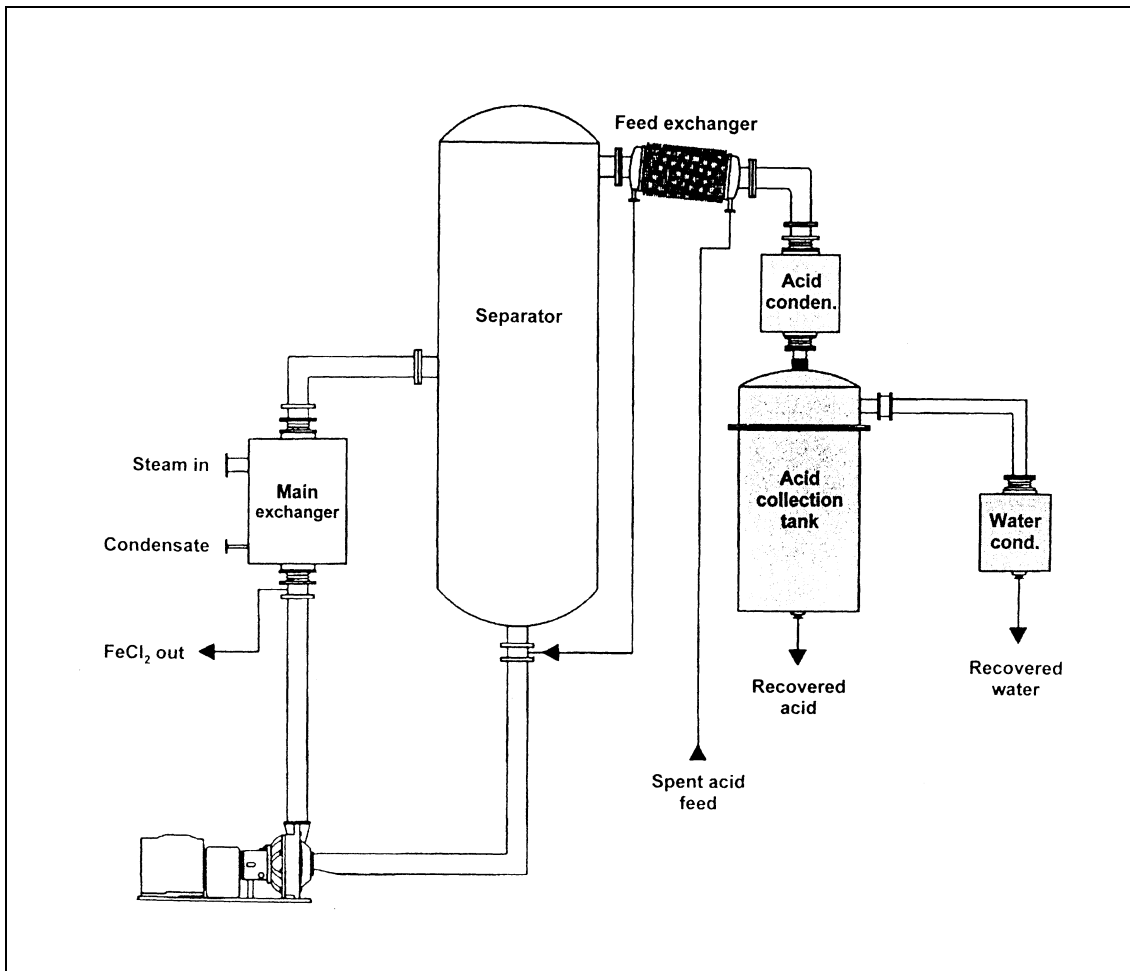 Feed exchanger
Acid
conden.
Separator
Steam in
Main
exchanger
Condensate
Acid
collection
tank
Water
cond.
FeCl₂ out
Recovered
acid
Recovered
water
Spent acid
feed